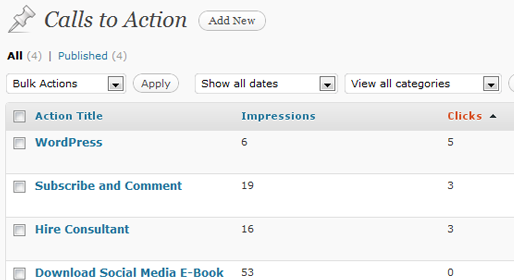 Calls to Action Add New
All (4) | Published (4)
Bulk Actions Apply Show all dates View all categories
Action Title Impressions Clicks
WordPress 6 5
Subscribe and Comment 19 3
Hire Consultant 16 3
Download Social Media E-Book 53 0